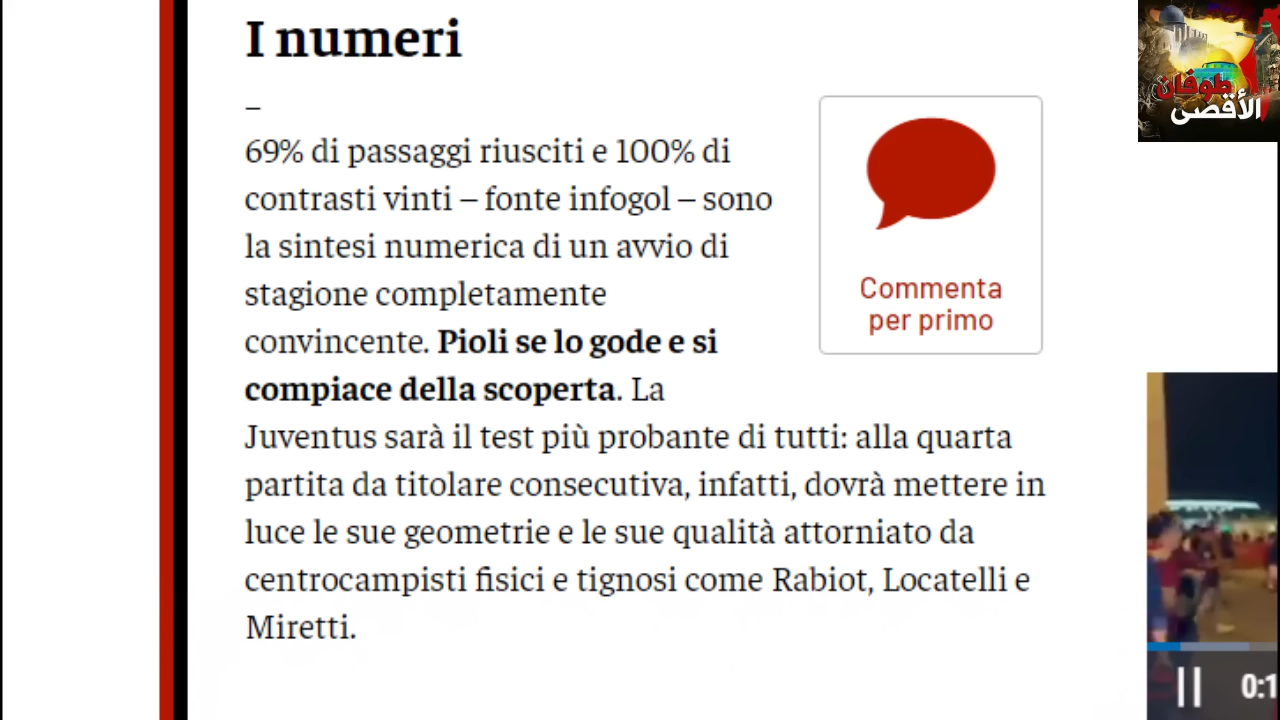 I numeri
–
69% di passaggi riusciti e 100% di
contrasti vinti – fonte infogol – sono
la sintesi numerica di un avvio di
stagione completamente
convincente. Pioli se lo gode e si
compiace della scoperta. La
Juventus sarà il test più probante di tutti: alla quarta
partita da titolare consecutiva, infatti, dovrà mettere in
luce le sue geometrie e le sue qualità attorniato da
centrocampisti fisici e tignosi come Rabiot, Locatelli e
Miretti.
Commenta
per primo
طوفان
الأقصى
0:1